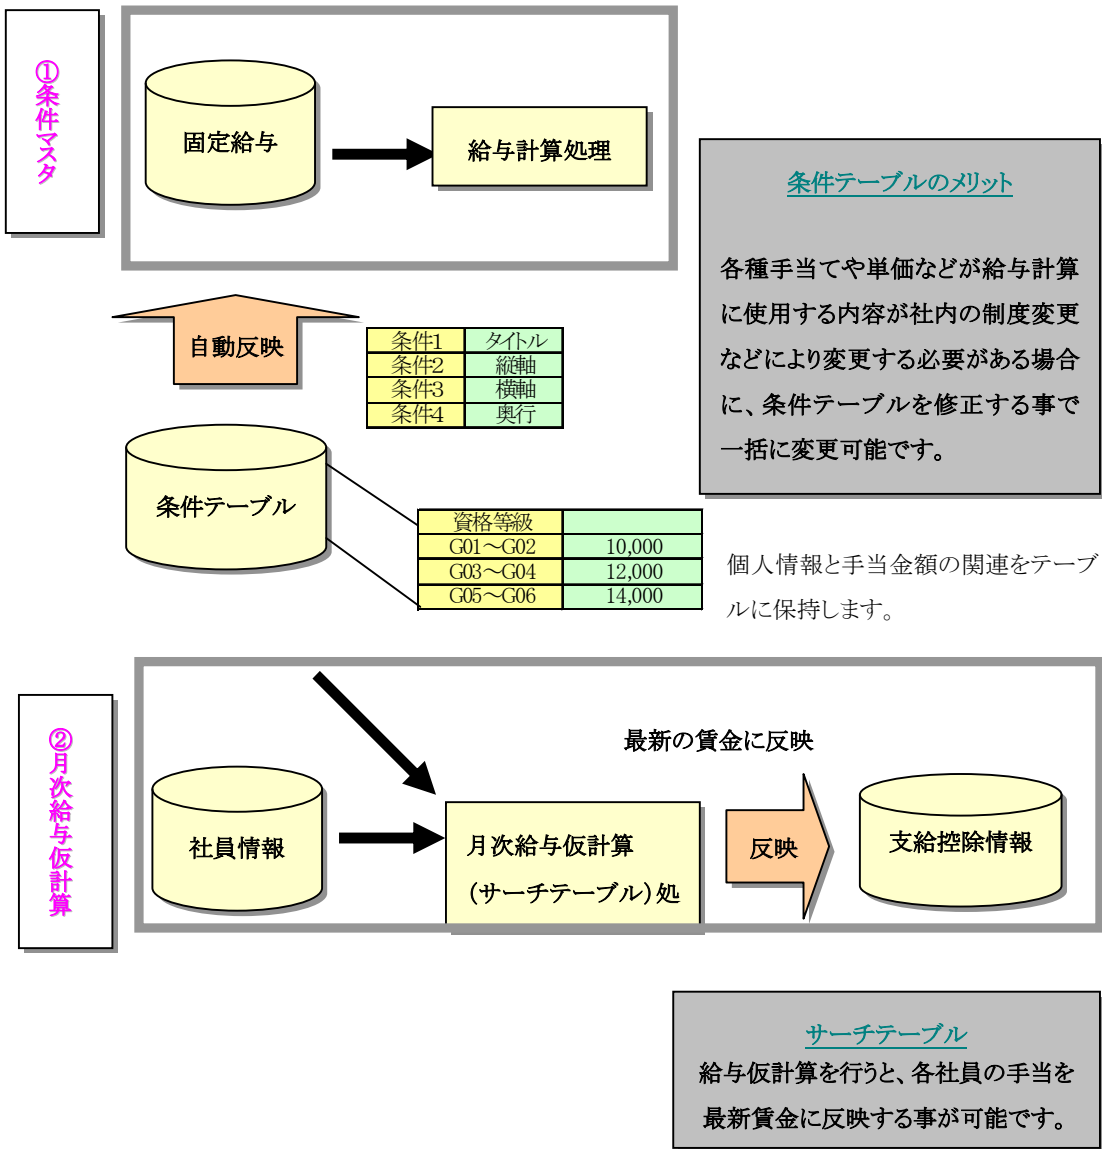 ①条件マスタ
固定給与
給与計算処理
条件テーブルのメリット
各種手当てや単価などが給与計算
に使用する内容が社内の制度変更
などにより変更する必要がある場合
に、条件テーブルを修正する事で
一括に変更可能です。
自動反映
条件1 タイトル
条件2 縦軸
条件3 横軸
条件4 奥行
条件テーブル
資格等級
G01～G02 10,000
G03～G04 12,000
G05～G06 14,000
個人情報と手当金額の関連をテーブ
ルに保持します。
②月次給与仮計算
最新の賃金に反映
社員情報
月次給与仮計算
（サーチテーブル）処
反映
支給控除情報
サーチテーブル
給与仮計算を行うと、各社員の手当を
最新賃金に反映する事が可能です。